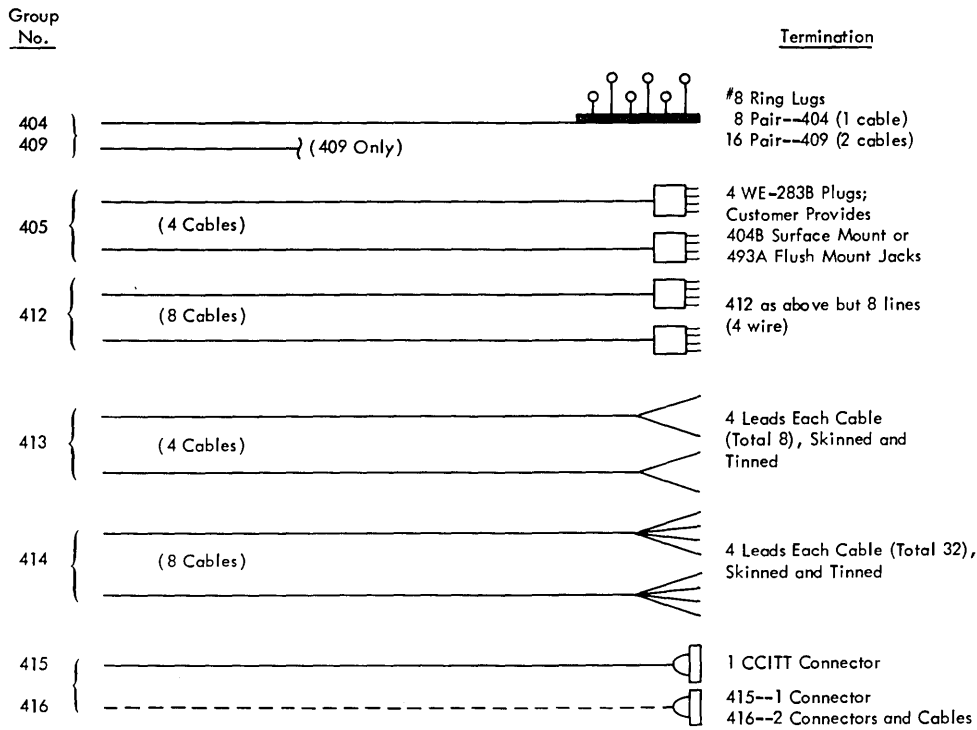 Group
No.
Termination
404
409
(409 Only)
#8 Ring Lugs
8 Pair--404 (1 cable)
16 Pair--409 (2 cables)
405
(4 Cables)
4 WE-283B Plugs;
Customer Provides
404B Surface Mount or
493A Flush Mount Jacks
412
(8 Cables)
412 as above but 8 lines
(4 wire)
413
(4 Cables)
4 Leads Each Cable
(Total 8), Skinned and
Tinned
414
(8 Cables)
4 Leads Each Cable (Total 32),
Skinned and Tinned
415
416
1 CCITT Connector
415--1 Connector
416--2 Connectors and Cables